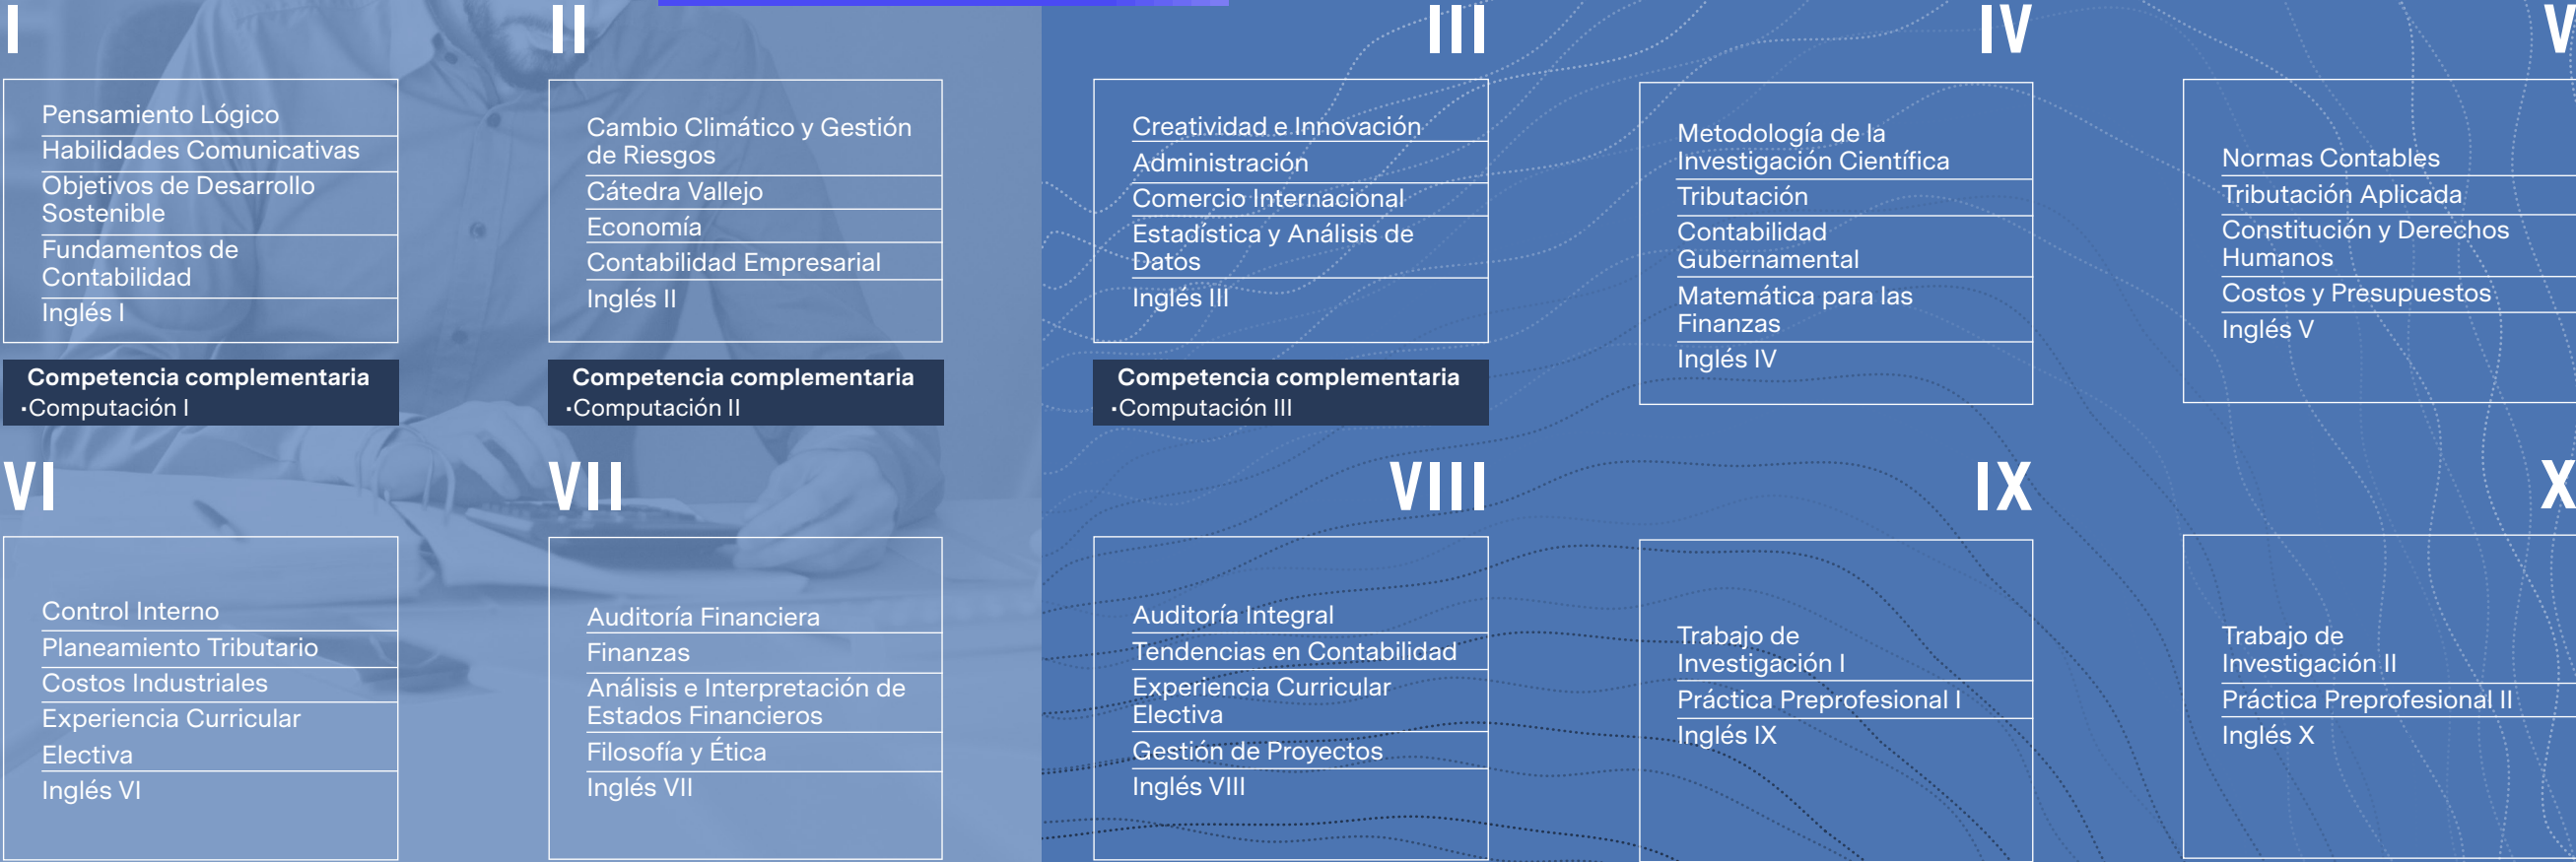 I
Pensamiento Lógico
Habilidades Comunicativas
Objetivos de Desarrollo
Sostenible
Fundamentos de
Contabilidad
Inglés I
Competencia complementaria
·Computación I
II
Cambio Climático y Gestión
de Riesgos
Cátedra Vallejo
Economía
Contabilidad Empresarial
Inglés II
Competencia complementaria
·Computación II
III
Creatividad e Innovación
Administración
Comercio Internacional
Estadística y Análisis de
Datos
Inglés III
Competencia complementaria
·Computación III
IV
Metodología de la
Investigación Científica
Tributación
Contabilidad
Gubernamental
Matemática para las
Finanzas
Inglés IV
V
Normas Contables
Tributación Aplicada
Constitución y Derechos
Humanos
Costos y Presupuestos
Inglés V
VI
Control Interno
Planeamiento Tributario
Costos Industriales
Experiencia Curricular
Electiva
Inglés VI
VII
Auditoría Financiera
Finanzas
Análisis e Interpretación de
Estados Financieros
Filosofía y Ética
Inglés VII
VIII
Auditoría Integral
Tendencias en Contabilidad
Experiencia Curricular
Electiva
Gestión de Proyectos
Inglés VIII
IX
Trabajo de
Investigación I
Práctica Preprofesional I
Inglés IX
X
Trabajo de
Investigación II
Práctica Preprofesional II
Inglés X